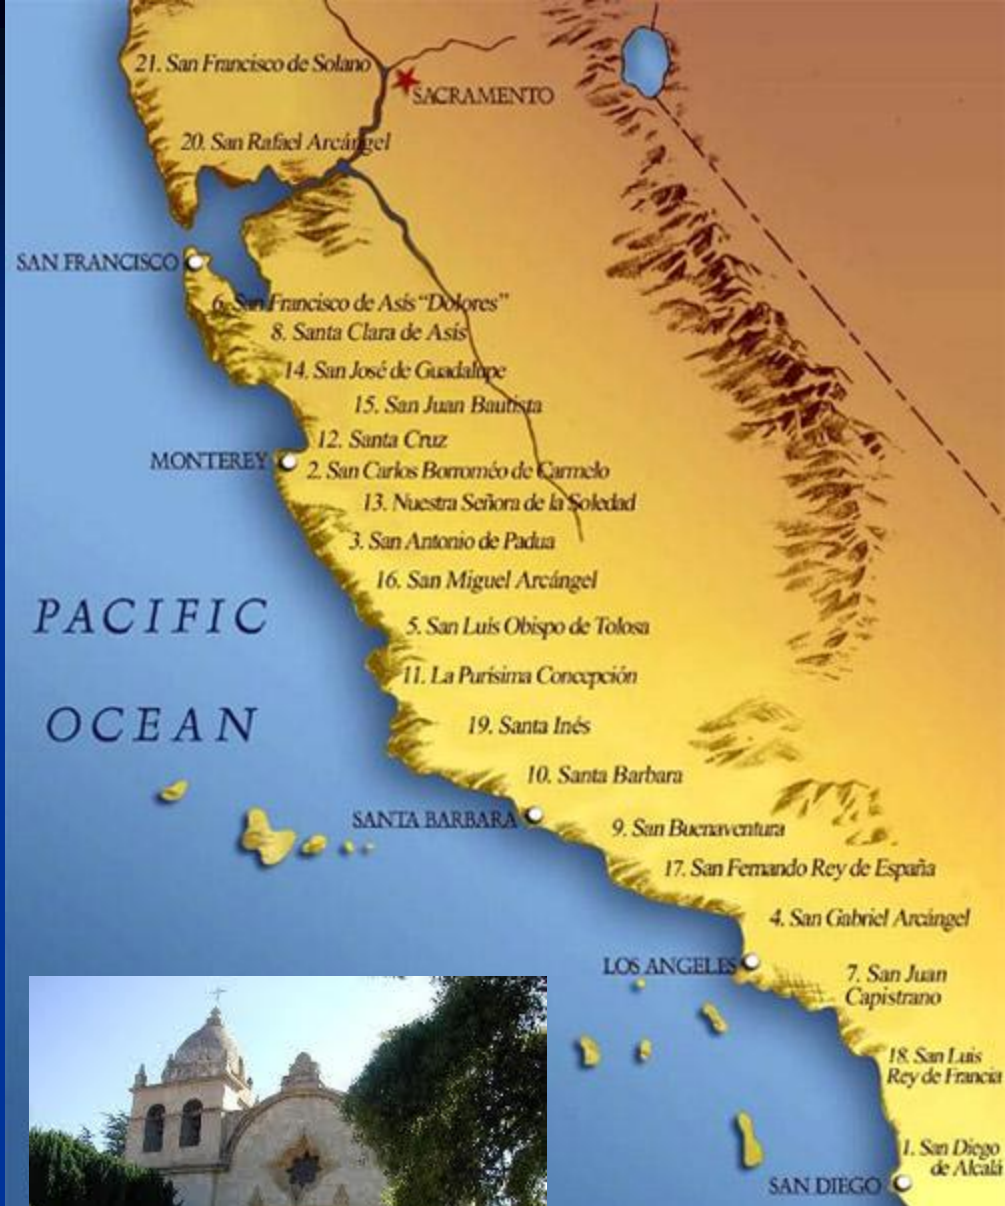 21. San Francisco de Solano
SACRAMENTO
20. San Rafael Arcángel
SAN FRANCISCO
6. San Francisco de Asis "Dolores"
8. Santa Clara de Asís
14. San José de Guadalupe
15. San Juan Bautista
12. Santa Cruz
MONTEREY
2. San Carlos Borroméo de Carmelo
13. Nuestra Señora de la Soledad
3. San Antonio de Padua
16. San Miguel Arcángel
PACIFIC
5. San Luis Obispo de Tolosa
11. La Purísima Concepción
OCEAN
19. Santa Inés
10. Santa Barbara
SANTA BARBARA
9. San Buenaventura
17. San Fernando Rey de España
4. San Gabriel Arcángel
LOS ANGELES
7. San Juan
Capistrano
18. San Luis
Rey de Francia
1. San Diego
de Alcalá
SAN DIEGO